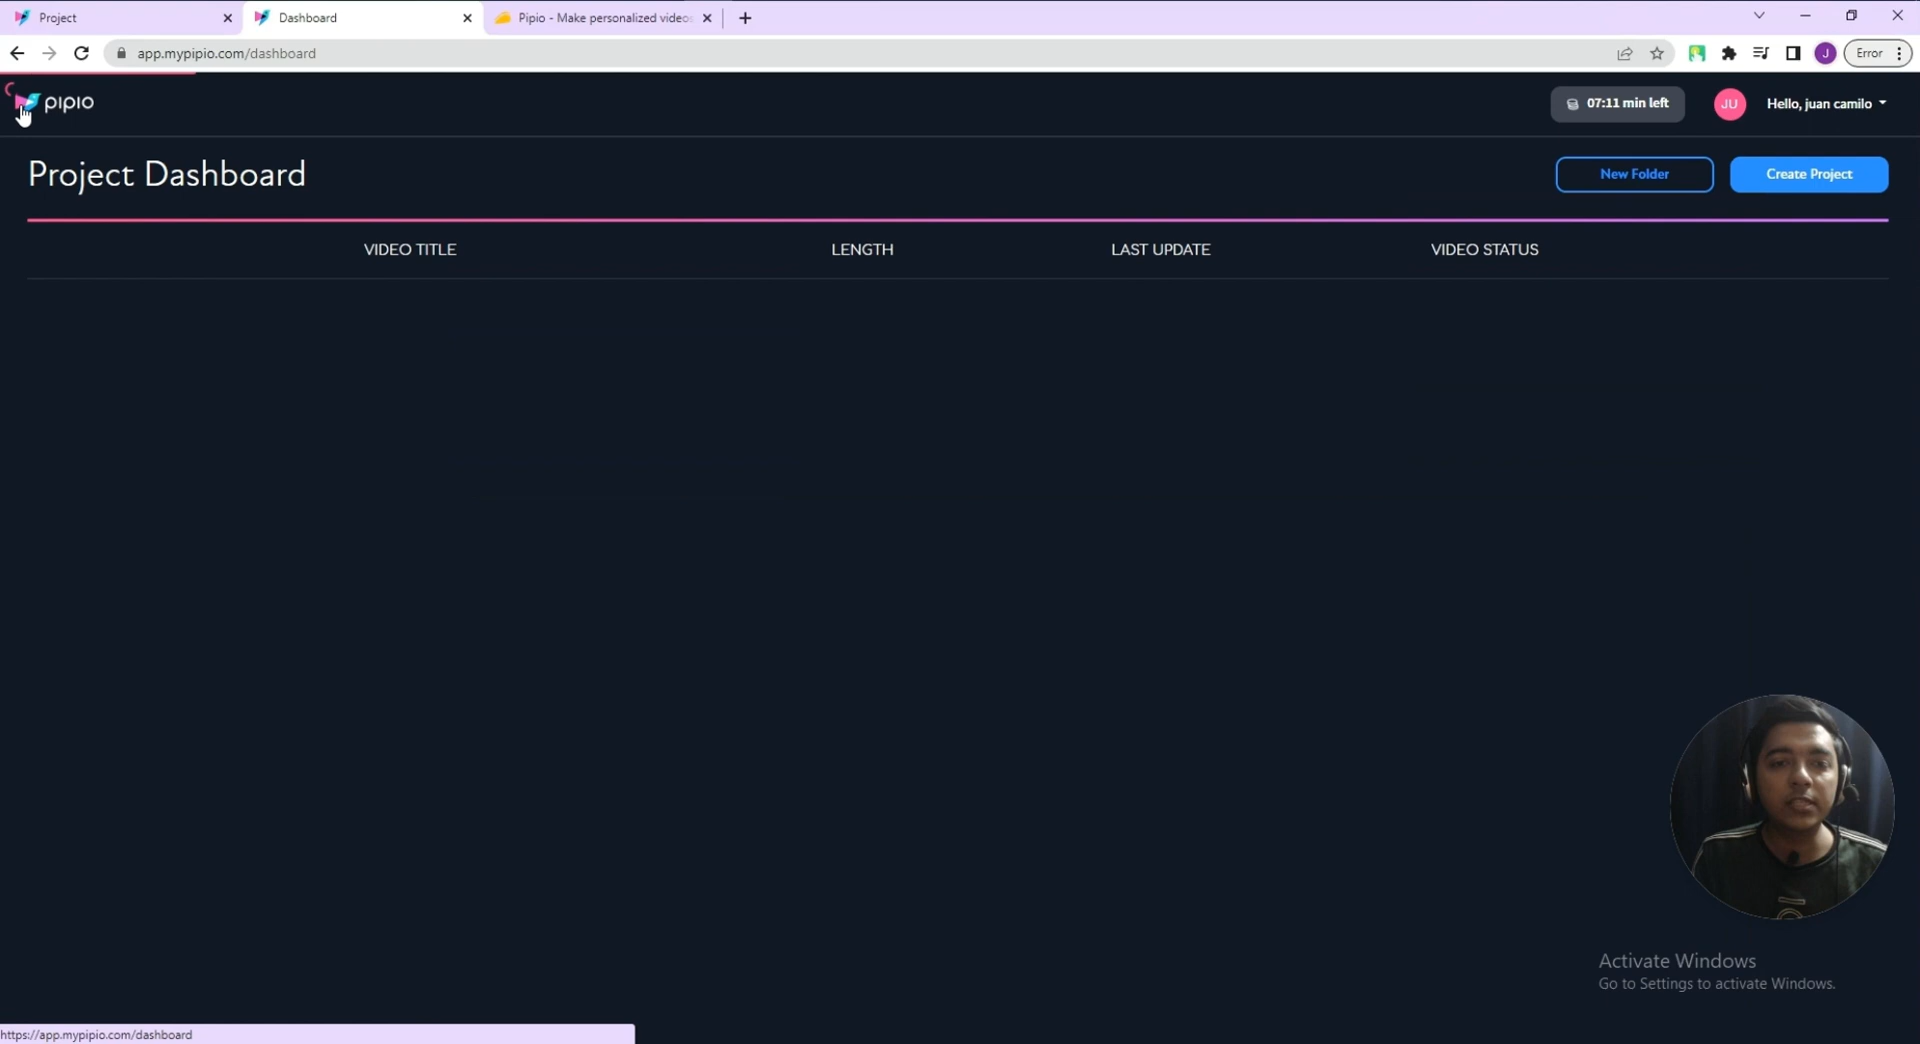 Project
Dashboard
Pipio - Make personalized videos
app.mypipio.com/dashboard
J
Error
pipio
07:11 min left
JU
Hello, juan camilo
Project Dashboard
New Folder
Create Project
VIDEO TITLE
LENGTH
LAST UPDATE
VIDEO STATUS
Activate Windows
Go to Settings to activate Windows.
https://app.mypipio.com/dashboard